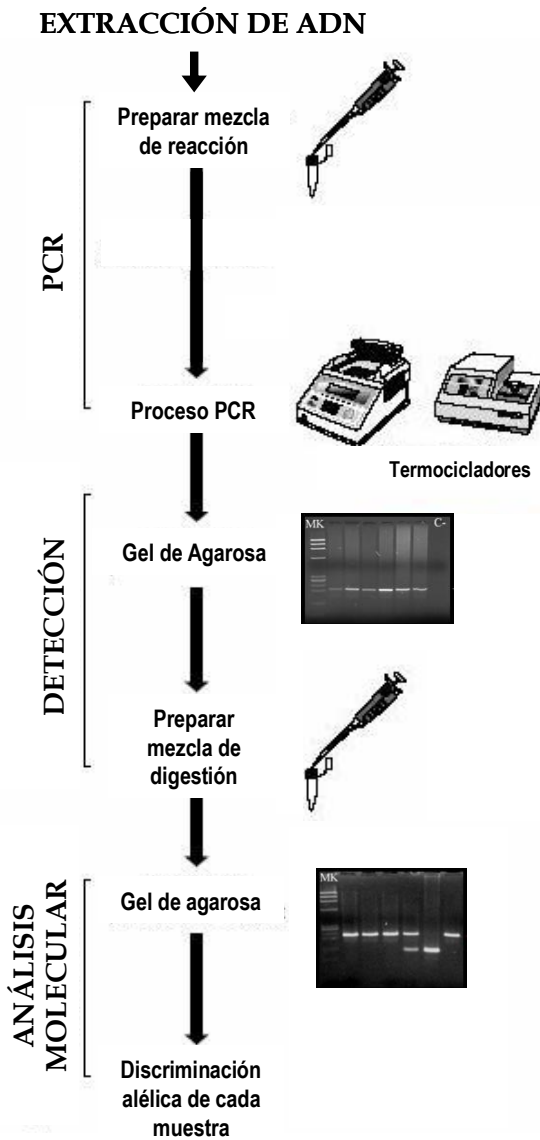 EXTRACCIÓN DE ADN
Preparar mezcla
de reacción
PCR
Proceso PCR
Termocicladores
MK
C-
Gel de Agarosa
DETECCIÓN
Preparar
mezcla de
digestión
MK
Gel de agarosa
ANÁLISIS
MOLECULAR
Discriminación
alélica de cada
muestra